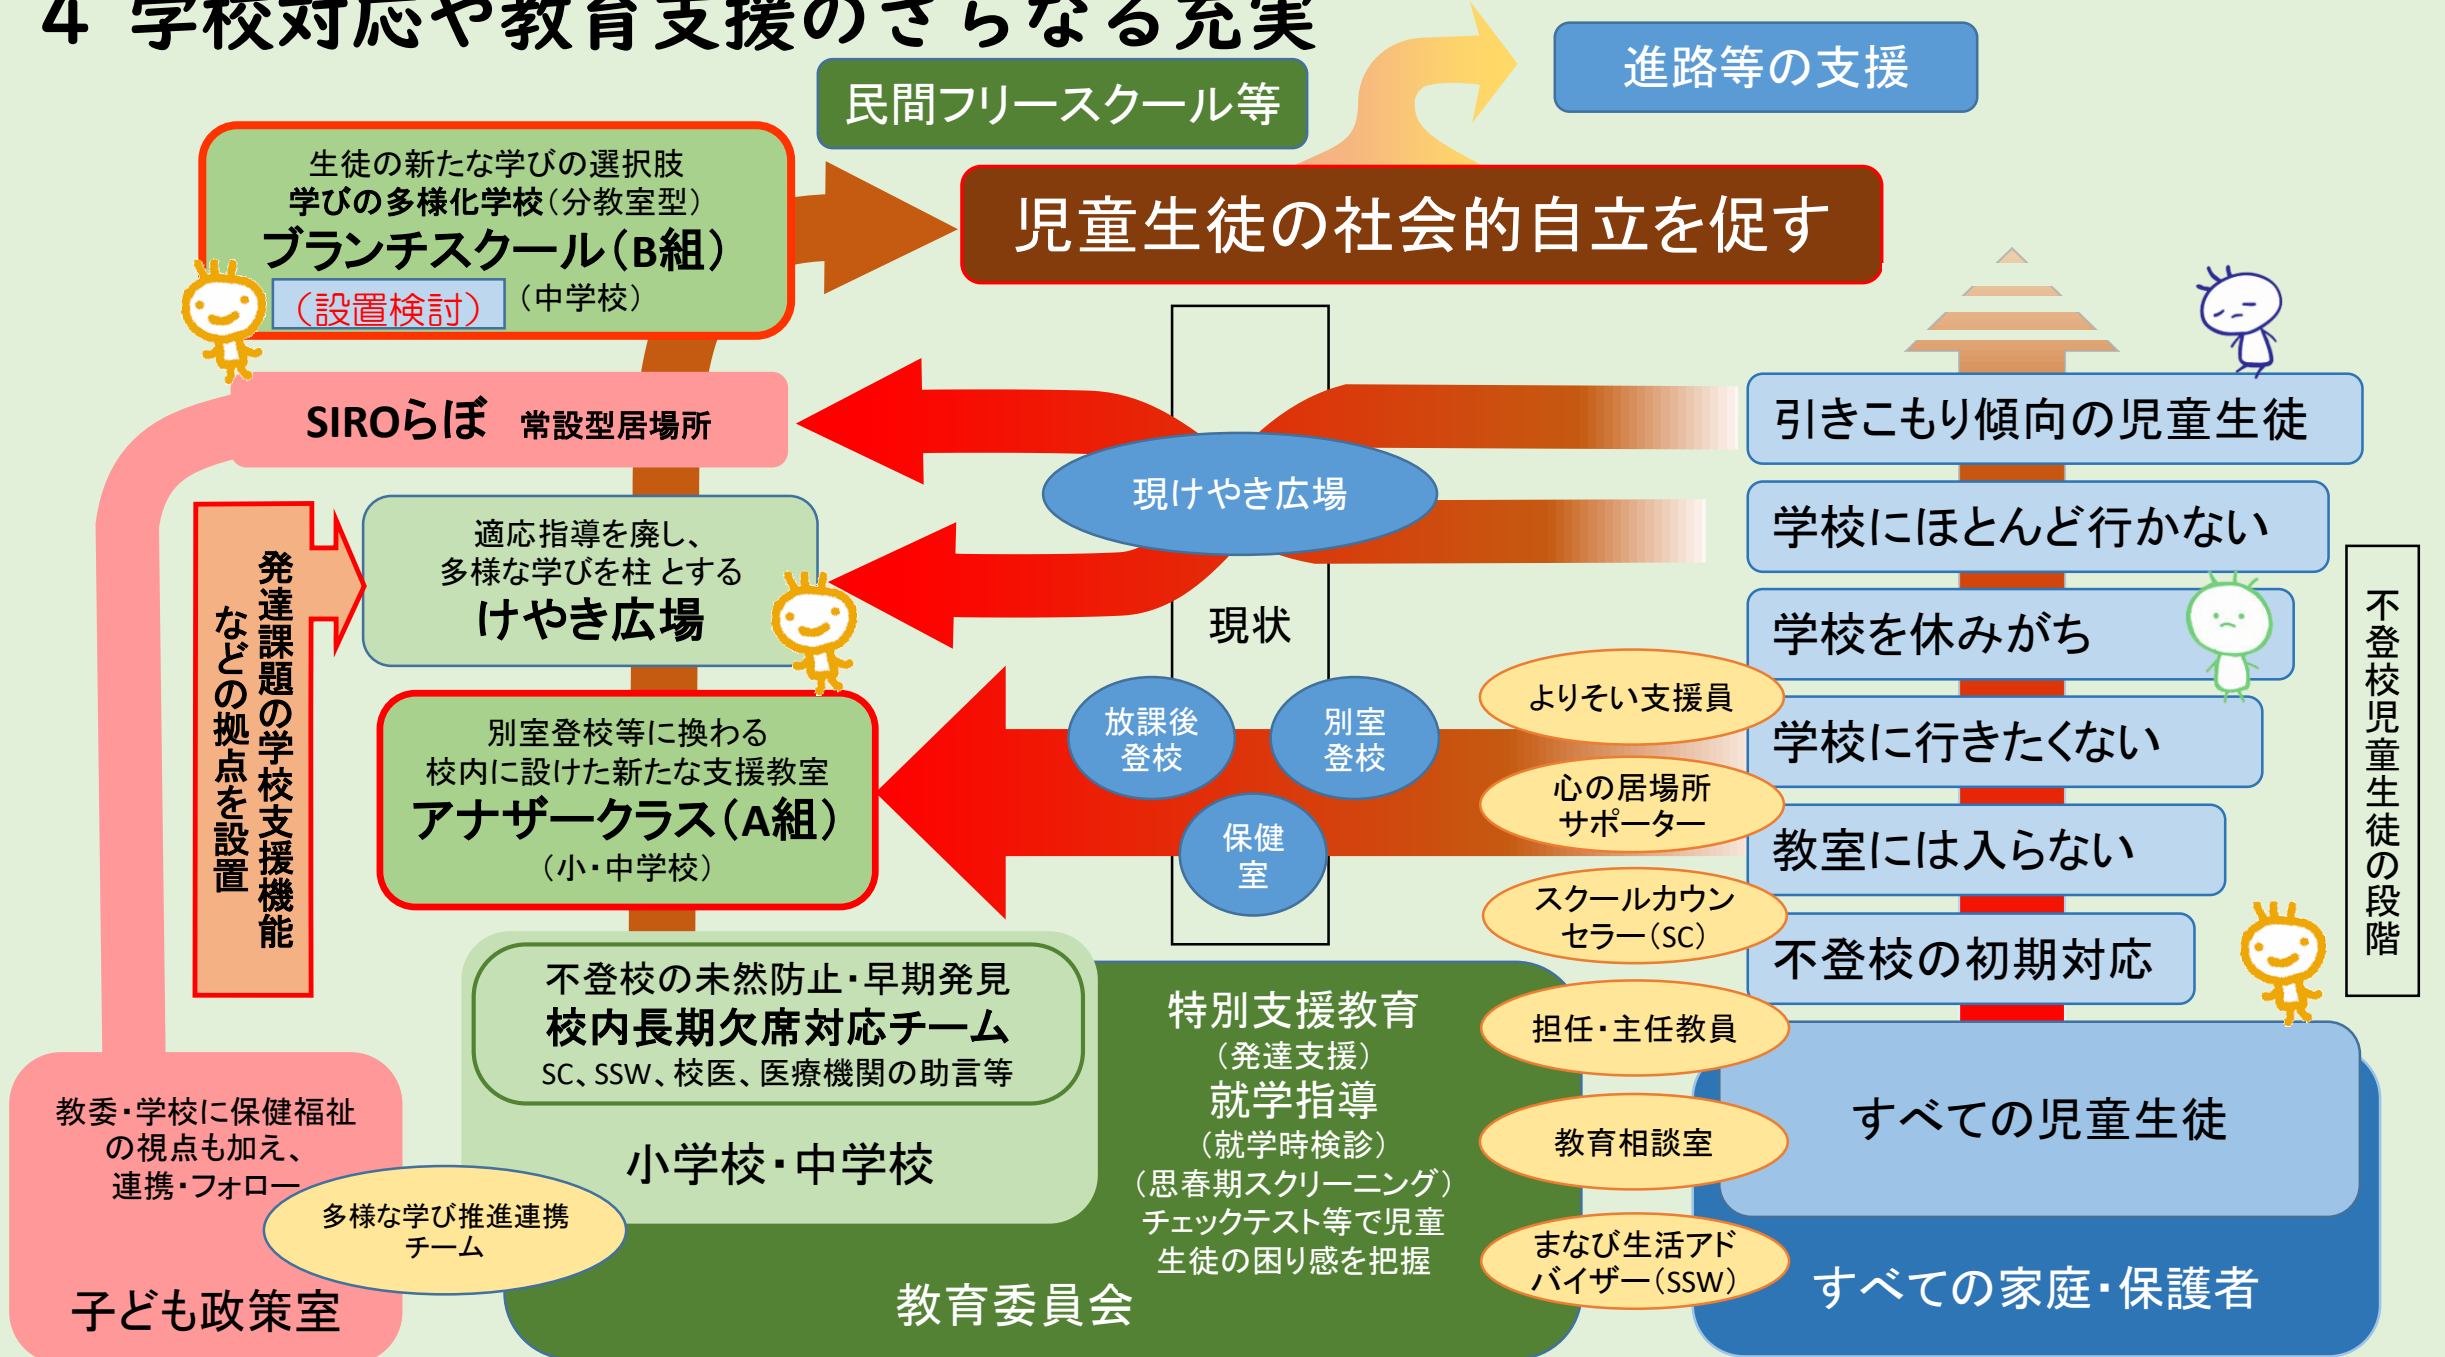 4 学校対応や教育支援のさらなる充実
民間フリースクール等
進路等の支援
生徒の新たな学びの選択肢
学びの多様化学校（分教室型）
ブランチスクール（B組）
（設置検討）
（中学校）
児童生徒の社会的自立を促す
SIROらぼ　常設型居場所
適応指導を廃し、
多様な学びを柱 とする
けやき広場
発達課題の学校支援機能
などの拠点を設置
別室登校等に換わる
校内に設けた新たな支援教室
アナザークラス（A組）
（小・中学校）
現けやき広場
現状
放課後
登校
別室
登校
保健
室
引きこもり傾向の児童生徒
学校にほとんど行かない
学校を休みがち
学校に行きたくない
教室には入らない
不登校の初期対応
不登校児童生徒の段階
よりそい支援員
心の居場所
サポーター
スクールカウン
セラー（SC）
担任・主任教員
教育相談室
まなび生活アド
バイザー（SSW）
不登校の未然防止・早期発見
校内長期欠席対応チーム
SC、SSW、校医、医療機関の助言等
小学校・中学校
特別支援教育
（発達支援）
就学指導
（就学時検診）
（思春期スクリーニング）
チェックテスト等で児童
生徒の困り感を把握
教育委員会
教委・学校に保健福祉
の視点も加え、
連携・フォロー
多様な学び推進連携
チーム
子ども政策室
すべての児童生徒
すべての家庭・保護者